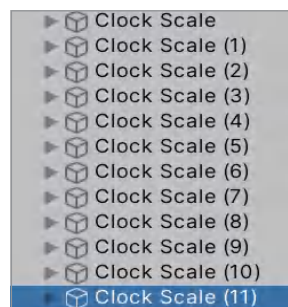 Clock Scale
Clock Scale (1)
Clock Scale (2)
Clock Scale (3)
Clock Scale (4)
Clock Scale (5)
Clock Scale (6)
Clock Scale (7)
Clock Scale (8)
Clock Scale (9)
Clock Scale (10)
Clock Scale (11)